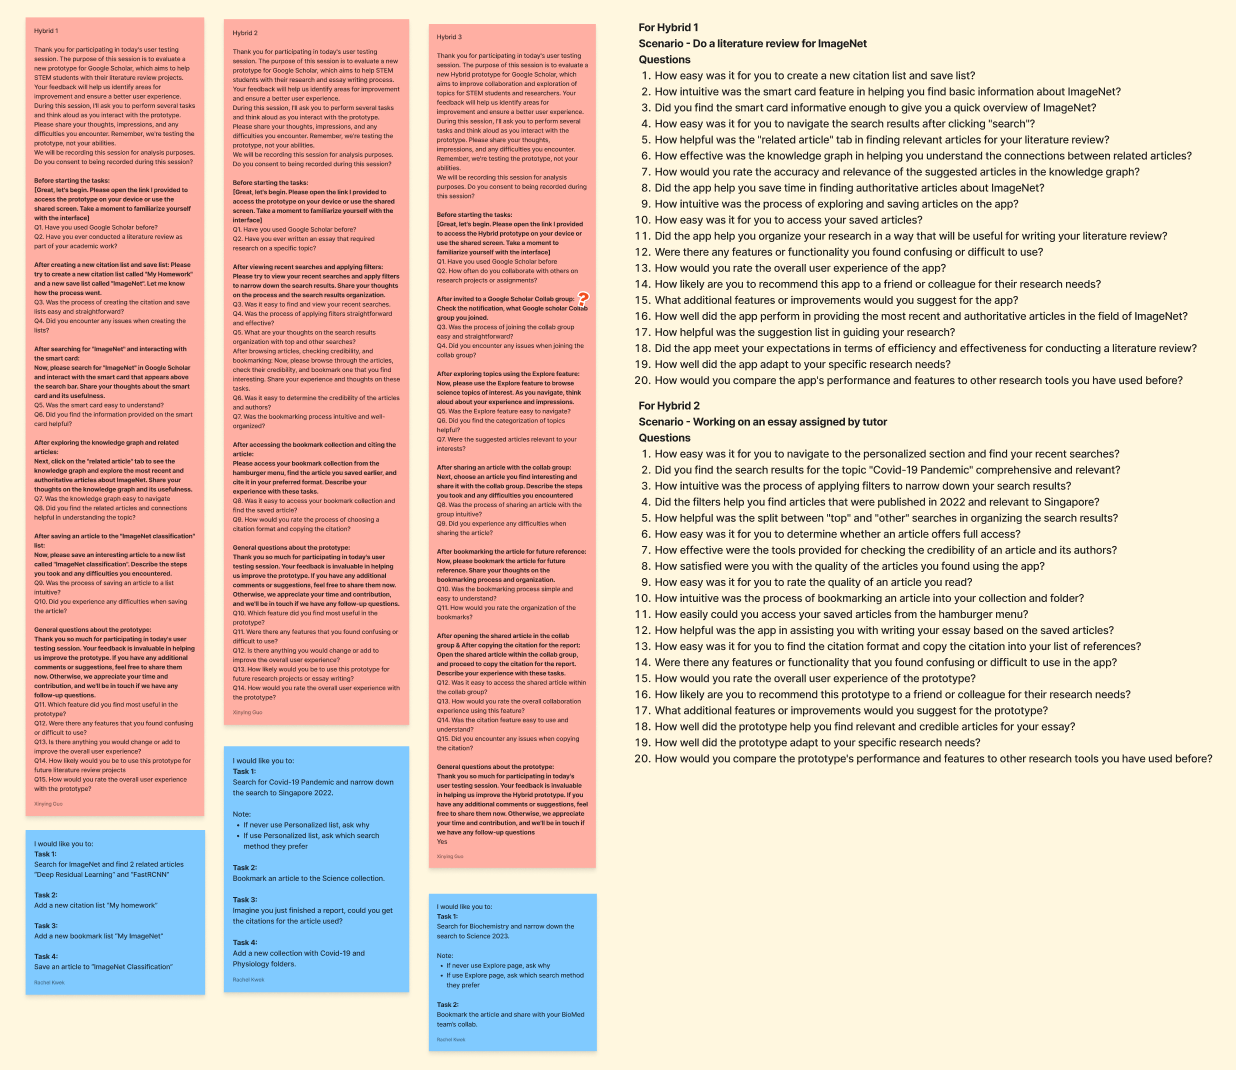 Hybrid 1
Thank you for participating in today's user testing
session. The purpose of this session is to evaluate a
new prototype for Google Scholar, which aims to help
STEM students with their literature review projects.
Your feedback will help us identify areas for
improvement and ensure a better user experience.
During this session, I'll ask you to perform several tasks
and think aloud as you interact with the prototype.
Please share your thoughts, impressions, and any
difficulties you encounter. Remember, we're testing the
prototype, not your abilities.
We will be recording this session for analysis purposes.
Do you consent to being recorded during this session?
Before starting the tasks:
[Great, let's begin. Please open the link I provided to
access the prototype on your device or use the
shared screen. Take a moment to familiarize yourself
with the interface]
Q1. Have you used Google Scholar before?
Q2. Have you ever conducted a literature review as
part of your academic work?
After creating a new citation list and save list: Please
try to create a new citation list called "My Homework"
and a new save list called "ImageNet". Let me know
how the process went.
Q3. Was the process of creating the citation and save
lists easy and straightforward?
Q4. Did you encounter any issues when creating the
lists?
After searching for "ImageNet" and interacting with
the smart card:
Now, please search for "ImageNet" in Google Scholar
and interact with the smart card that appears above
the search bar. Share your thoughts about the smart
card and its usefulness.
Q5. Was the smart card easy to understand?
Q6. Did you find the information provided on the smart
card helpful?
After exploring the knowledge graph and related
articles:
Next, click on the "related article" tab to see the
knowledge graph and explore the most recent and
authoritative articles about ImageNet. Share your
thoughts on the knowledge graph and its usefulness.
Q7. Was the knowledge graph easy to navigate
Q8. Did you find the related articles and connections
helpful in understanding the topic?
After saving an article to the "ImageNet classification"
list:
Now, please save an interesting article to a new list
called "ImageNet classification". Describe the steps
you took and any difficulties you encountered.
Q9. Was the process of saving an article to a list
intuitive?
Q10. Did you experience any difficulties when saving
the article?
General questions about the prototype:
Thank you so much for participating in today's user
testing session. Your feedback is invaluable in helping
us improve the prototype. If you have any additional
comments or suggestions, feel free to share them
now. Otherwise, we appreciate your time and
contribution, and we'll be in touch if we have any
follow-up questions.
Q11. Which feature did you find most useful in the
prototype?
Q12. Were there any features that you found confusing
or difficult to use?
Q13. Is there anything you would change or add to
improve the overall user experience?
Q14. How likely would you be to use this prototype for
future literature review projects
Q15. How would you rate the overall user experience
with the prototype?
Xinying Guo
I would like you to:
Task 1:
Search for ImageNet and find 2 related articles
"Deep Residual Learning" and "FastRCNN"
Task 2:
Add a new citation list "My homework"
Task 3:
Add a new bookmark list "My ImageNet"
Task 4:
Save an article to "ImageNet Classification"
Rachel Kwek
Hybrid 2
Thank you for participating in today's user testing
session. The purpose of this session is to evaluate a new
prototype for Google Scholar, which aims to help STEM
students with their research and essay writing process.
Your feedback will help us identify areas for improvement
and ensure a better user experience.
During this session, I'll ask you to perform several tasks
and think aloud as you interact with the prototype.
Please share your thoughts, impressions, and any
difficulties you encounter. Remember, we're testing the
prototype, not your abilities.
We will be recording this session for analysis purposes.
Do you consent to being recorded during this session?
Before starting the tasks:
[Great, let's begin. Please open the link I provided to
access the prototype on your device or use the
shared screen. Take a moment to familiarize yourself with the
interface]
Q1. Have you used Google Scholar before?
Q2. Have you ever written an essay that required
research on a specific topic?
After viewing recent searches and applying filters:
Please try to view your recent searches and apply filters
to narrow down the search results. Share your thoughts
on the process and the search results organization.
Q3. Was it easy to find and view your recent searches.
Q4. Was the process of applying filters straightforward
and effective?
Q5. What are your thoughts on the search results
organization with top and other searches?
After browsing articles, checking credibility, and
bookmarking: Now, please browse through the articles,
check their credibility, and bookmark one that you find
interesting. Share your experience and thoughts on these
tasks.
Q6. Was it easy to determine the credibility of the articles
and authors?
Q7. Was the bookmarking process intuitive and well-
organized?
After accessing the bookmark collection and citing the
article:
Please access your bookmark collection from the
hamburger menu, find the article you saved earlier, and
cite it in your preferred format. Describe your
experience with these tasks.
Q8. Was it easy to access your bookmark collection and
find the saved article?
Q9. How would you rate the process of choosing a
citation format and copying the citation?
General questions about the prototype:
Thank you so much for participating in today's user
testing session. Your feedback is invaluable in helping
us improve the prototype. If you have any additional
comments or suggestions, feel free to share them now.
Otherwise, we appreciate your time and contribution,
and we'll be in touch if we have any follow-up questions.
Q10. Which feature did you find most useful in the
prototype?
Q11. Were there any features that you found confusing or
difficult to use?
Q12. Is there anything you would change or add to
improve the overall user experience?
Q13. How likely would you be to use this prototype for
future research projects or essay writing?
Q14. How would you rate the overall user experience with
the prototype?
Xinying Guo
I would like you to:
Task 1:
Search for Covid-19 Pandemic and narrow down
the search to Singapore 2022.
Note:
• If never use Personalized list, ask why
• If use Personalized list, ask which search
method they prefer
Task 2:
Bookmark an article to the Science collection.
Task 3:
Imagine you just finished a report, could you get
the citations for the article used?
Task 4:
Add a new collection with Covid-19 and
Physiology folders.
Rachel Kwek
Hybrid 3
Thank you for participating in today's user testing
session. The purpose of this session is to evaluate a
new Hybrid prototype for Google Scholar, which
aims to improve collaboration and exploration of
topics for STEM students and researchers. Your
feedback will help us identify areas for
improvement and ensure a better user experience.
During this session, I'll ask you to perform several
tasks and think aloud as you interact with the
prototype. Please share your thoughts,
impressions, and any difficulties you encounter.
Remember, we're testing the prototype, not your
abilities.
We will be recording this session for analysis
purposes. Do you consent to being recorded during
this session?
Before starting the tasks:
[Great, let's begin. Please open the link I provided
to access the Hybrid prototype on your device or
use the shared screen. Take a moment to
familiarize yourself with the interface]
Q1. Have you used Google Scholar before
Q2. How often do you collaborate with others on
research projects or assignments?
After invited to a Google Scholar Collab group:
Check the notification, what Google scholar Collab
group you joined.
Q3. Was the process of joining the collab group
easy and straightforward?
Q4. Did you encounter any issues when joining the
collab group?
After exploring topics using the Explore feature:
Now, please use the Explore feature to browse
science topics of interest. As you navigate, think
aloud about your experience and impressions.
Q5. Was the Explore feature easy to navigate?
Q6. Did you find the categorization of topics
helpful?
Q7. Were the suggested articles relevant to your
interests?
After sharing an article with the collab group:
Next, choose an article you find interesting and
share it with the collab group. Describe the steps
you took and any difficulties you encountered
Q8. Was the process of sharing an article with the
group intuitive?
Q9. Did you experience any difficulties when
sharing the article?
After bookmarking the article for future reference:
Now, please bookmark the article for future
reference. Share your thoughts on the
bookmarking process and organization.
Q10. Was the bookmarking process simple and
easy to understand?
Q11. How would you rate the organization of the
bookmarks?
After opening the shared article in the collab
group & After copying the citation for the report:
Open the shared article within the collab group,
and proceed to copy the citation for the report.
Describe your experience with these tasks.
Q12. Was it easy to access the shared article within
the collab group?
Q13. How would you rate the overall collaboration
experience using this feature?
Q14. Was the citation feature easy to use and
understand?
Q15. Did you encounter any issues when copying
the citation?
General questions about the prototype:
Thank you so much for participating in today's
user testing session. Your feedback is invaluable
in helping us improve the Hybrid prototype. If you
have any additional comments or suggestions, feel
free to share them now. Otherwise, we appreciate
your time and contribution, and we'll be in touch if
we have any follow-up questions
Yes
Xinying Guo
?
I would like you to:
Task 1:
Search for Biochemistry and narrow down the
search to Science 2023.
Note:
• If never use Explore page, ask why
• If use Explore page, ask which search method
they prefer
Task 2:
Bookmark the article and share with your BioMed
team's collab.
Rachel Kwek
For Hybrid 1
Scenario - Do a literature review for ImageNet
Questions
1. How easy was it for you to create a new citation list and save list?
2. How intuitive was the smart card feature in helping you find basic information about ImageNet?
3. Did you find the smart card informative enough to give you a quick overview of ImageNet?
4. How easy was it for you to navigate the search results after clicking "search"?
5. How helpful was the "related article" tab in finding relevant articles for your literature review?
6. How effective was the knowledge graph in helping you understand the connections between related articles?
7. How would you rate the accuracy and relevance of the suggested articles in the knowledge graph?
8. Did the app help you save time in finding authoritative articles about ImageNet?
9. How intuitive was the process of exploring and saving articles on the app?
10. How easy was it for you to access your saved articles?
11. Did the app help you organize your research in a way that will be useful for writing your literature review?
12. Were there any features or functionality you found confusing or difficult to use?
13. How would you rate the overall user experience of the app?
14. How likely are you to recommend this app to a friend or colleague for their research needs?
15. What additional features or improvements would you suggest for the app?
16. How well did the app perform in providing the most recent and authoritative articles in the field of ImageNet?
17. How helpful was the suggestion list in guiding your research?
18. Did the app meet your expectations in terms of efficiency and effectiveness for conducting a literature review?
19. How well did the app adapt to your specific research needs?
20. How would you compare the app's performance and features to other research tools you have used before?
For Hybrid 2
Scenario - Working on an essay assigned by tutor
Questions
1. How easy was it for you to navigate to the personalized section and find your recent searches?
2. Did you find the search results for the topic "Covid-19 Pandemic" comprehensive and relevant?
3. How intuitive was the process of applying filters to narrow down your search results?
4. Did the filters help you find articles that were published in 2022 and relevant to Singapore?
5. How helpful was the split between "top" and "other" searches in organizing the search results?
6. How easy was it for you to determine whether an article offers full access?
7. How effective were the tools provided for checking the credibility of an article and its authors?
8. How satisfied were you with the quality of the articles you found using the app?
9. How easy was it for you to rate the quality of an article you read?
10. How intuitive was the process of bookmarking an article into your collection and folder?
11. How easily could you access your saved articles from the hamburger menu?
12. How helpful was the app in assisting you with writing your essay based on the saved articles?
13. How easy was it for you to find the citation format and copy the citation into your list of references?
14. Were there any features or functionality that you found confusing or difficult to use in the app?
15. How would you rate the overall user experience of the prototype?
16. How likely are you to recommend this prototype to a friend or colleague for their research needs?
17. What additional features or improvements would you suggest for the prototype?
18. How well did the prototype help you find relevant and credible articles for your essay?
19. How well did the prototype adapt to your specific research needs?
20. How would you compare the prototype's performance and features to other research tools you have used before?